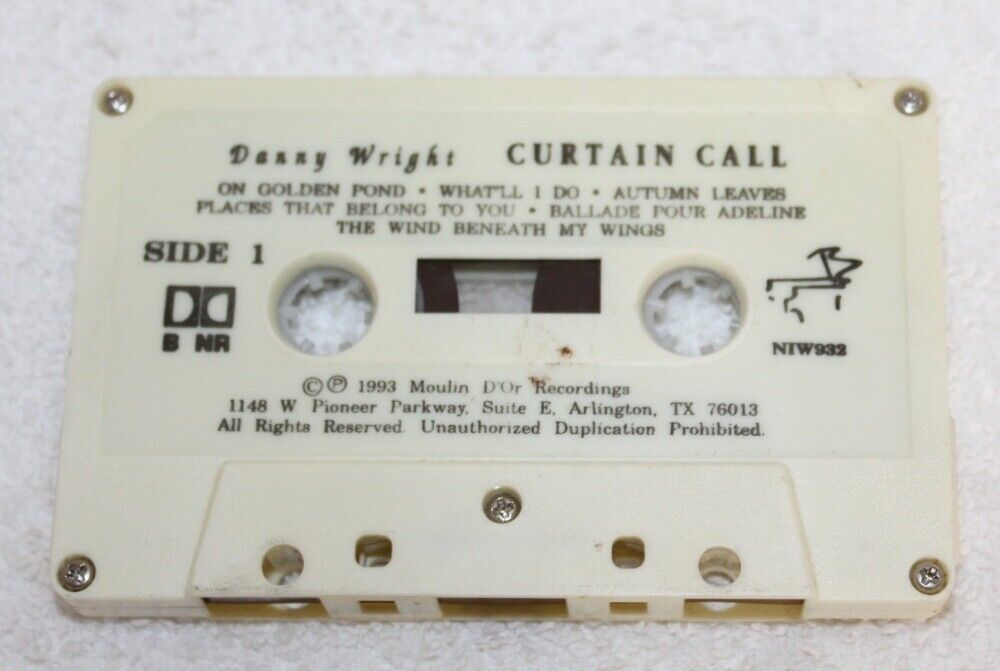 Danny Wright CURTAIN CALL
ON GOLDEN POND • WHAT'LL I DO • AUTUMN LEAVES
PLACES THAT BELONG TO YOU • BALLADE POUR ADELINE
THE WIND BENEATH MY WINGS
SIDE 1
B NR
NIW932
© ℗ 1993 Moulin D'Or Recordings
1148 W Pioneer Parkway, Suite E, Arlington, TX 76013
All Rights Reserved. Unauthorized Duplication Prohibited.